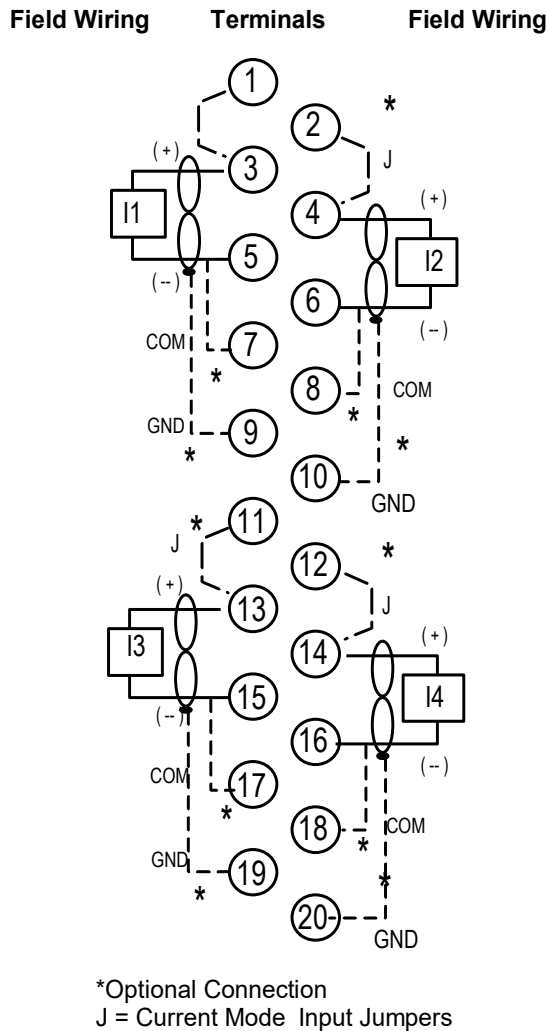 Field Wiring Terminals Field Wiring
1
*
2
(+)
J
3
4
(+)
I1
5
I2
(--)
6
(--)
COM
7
*
8
COM
*
GND
9
*
*
10
GND
11
*
J
12
*
(+)
13
J
14
(+)
I3
15
I4
(--)
16
(--)
COM
17
*
18
COM
*
GND
19
*
*
20
GND
*Optional Connection
J = Current Mode Input Jumpers